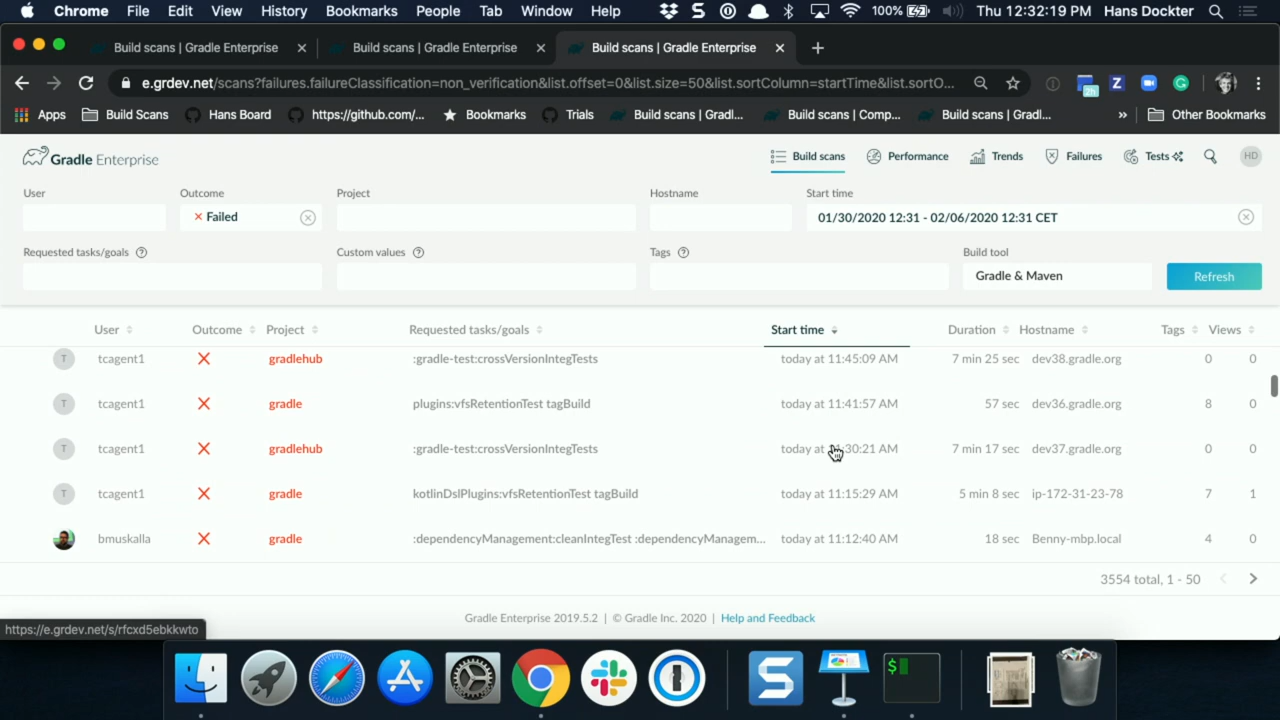 Chrome File Edit View History Bookmarks People Tab Window Help 100% Thu 12:32:19 PM Hans Dockter
Build scans | Gradle Enterprise Build scans | Gradle Enterprise Build scans | Gradle Enterprise
e.grdev.net/scans?failures.failureClassification=non_verification&list.offset=0&list.size=50&list.sortColumn=startTime&list.sortO...
Apps Build Scans Hans Board https://github.com/... Bookmarks Trials Build scans | Gradl... Build scans | Comp... Build scans | Gradl... » Other Bookmarks
Gradle Enterprise Build scans Performance Trends Failures Tests HD
User Outcome Project Hostname Start time
Failed 01/30/2020 12:31 - 02/06/2020 12:31 CET
Requested tasks/goals Custom values Tags Build tool
Gradle & Maven Refresh
User Outcome Project Requested tasks/goals Start time Duration Hostname Tags Views
T tcagent1 gradlehub :gradle-test:crossVersionIntegTests today at 11:45:09 AM 7 min 25 sec dev38.gradle.org 0 0
T tcagent1 gradle plugins:vfsRetentionTest tagBuild today at 11:41:57 AM 57 sec dev36.gradle.org 8 0
T tcagent1 gradlehub :gradle-test:crossVersionIntegTests today at :30:21 AM 7 min 17 sec dev37.gradle.org 0 0
T tcagent1 gradle kotlinDslPlugins:vfsRetentionTest tagBuild today at 11:15:29 AM 5 min 8 sec ip-172-31-23-78 7 1
bmuskalla gradle :dependencyManagement:cleanIntegTest :dependencyManagem... today at 11:12:40 AM 18 sec Benny-mbp.local 4 0
3554 total, 1 - 50
Gradle Enterprise 2019.5.2 | © Gradle Inc. 2020 | Help and Feedback
https://e.grdev.net/s/rfcxd5ebkkwto